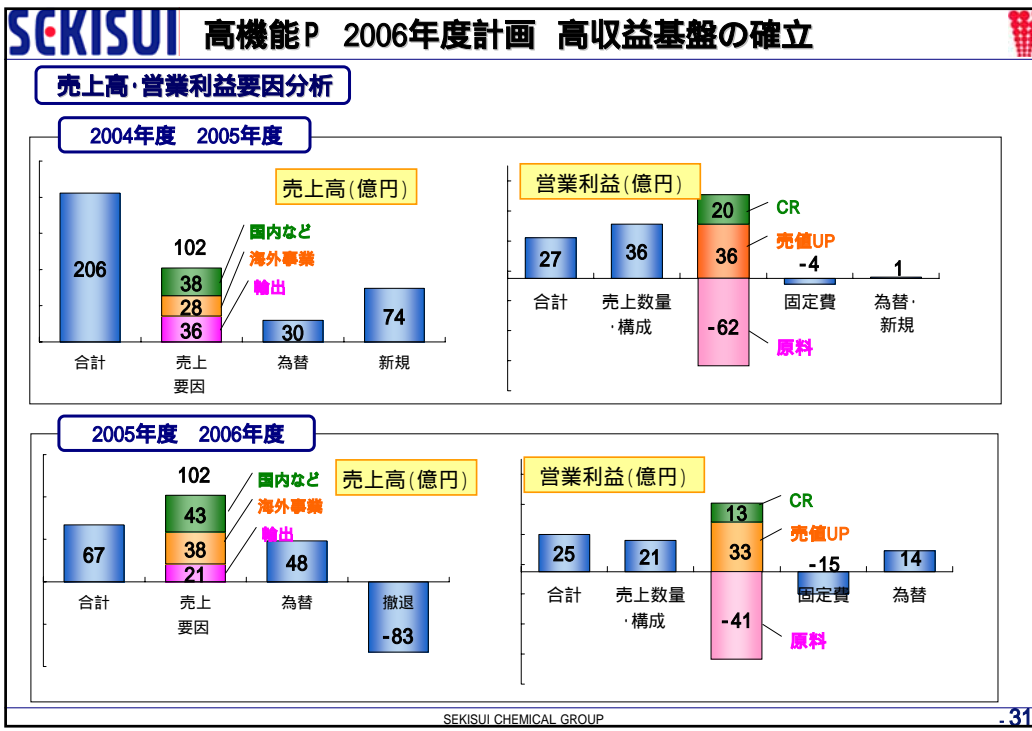 SEKISUI 高機能P 2006年度計画 高収益基盤の確立
売上高・営業利益要因分析
2004年度 2005年度
売上高(億円)
206
102
38
28
36
30
74
国内など
海外事業
輸出
合計
売上
要因
為替
新規
営業利益(億円)
27
36
20
36
-62
-4
1
CR
売値UP
原料
合計
売上数量
・構成
固定費
為替・
新規
2005年度 2006年度
売上高(億円)
67
102
43
38
21
48
-83
国内など
海外事業
輸出
合計
売上
要因
為替
撤退
営業利益(億円)
25
21
13
33
-41
-15
14
CR
売値UP
原料
合計
売上数量
・構成
固定費
為替
SEKISUI CHEMICAL GROUP
- 31